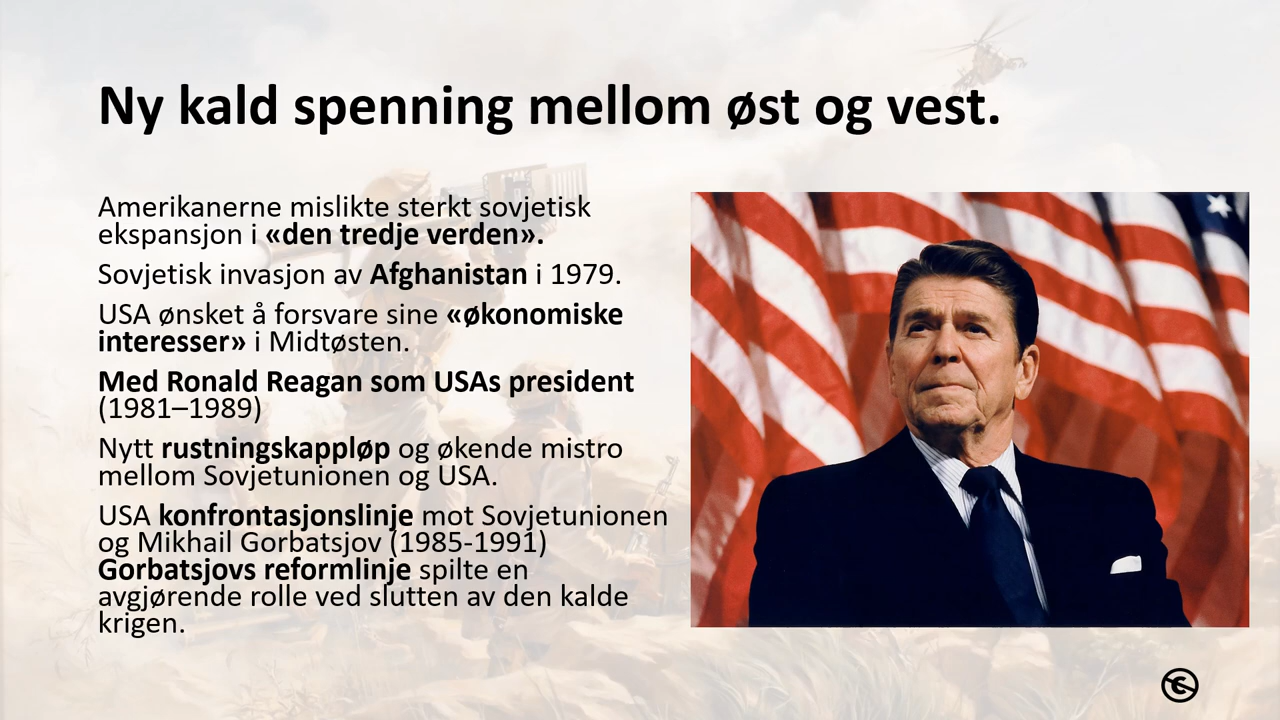 Ny kald spenning mellom øst og vest.
Amerikanerne mislikte sterkt sovjetisk
ekspansjon i «den tredje verden».
Sovjetisk invasjon av Afghanistan i 1979.
USA ønsket å forsvare sine «økonomiske
interesser» i Midtøsten.
Med Ronald Reagan som USAs president
(1981–1989)
Nytt rustningskappløp og økende mistro
mellom Sovjetunionen og USA.
USA konfrontasjonslinje mot Sovjetunionen
og Mikhail Gorbatsjov (1985-1991)
Gorbatsjovs reformlinje spilte en
avgjørende rolle ved slutten av den kalde
krigen.